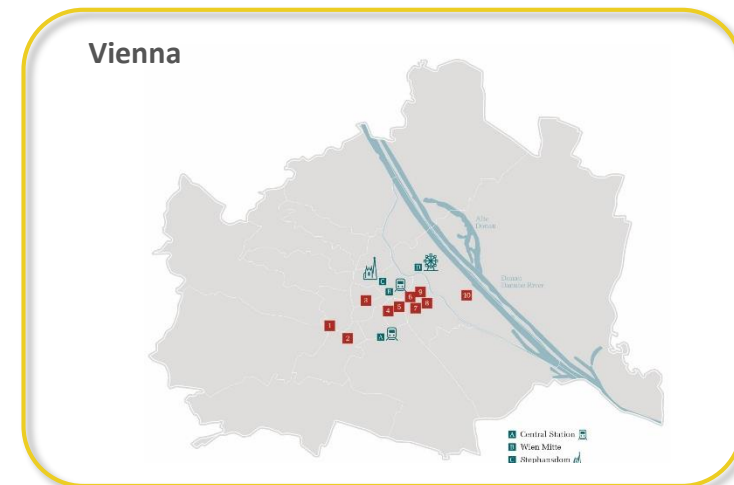 Vienna
Alte
Donau
Donau
Danube River
D
C
B
3
9
6
10
5
8
4
7
1
2
A
A Central Station
B Wien Mitte
C Stephansdom